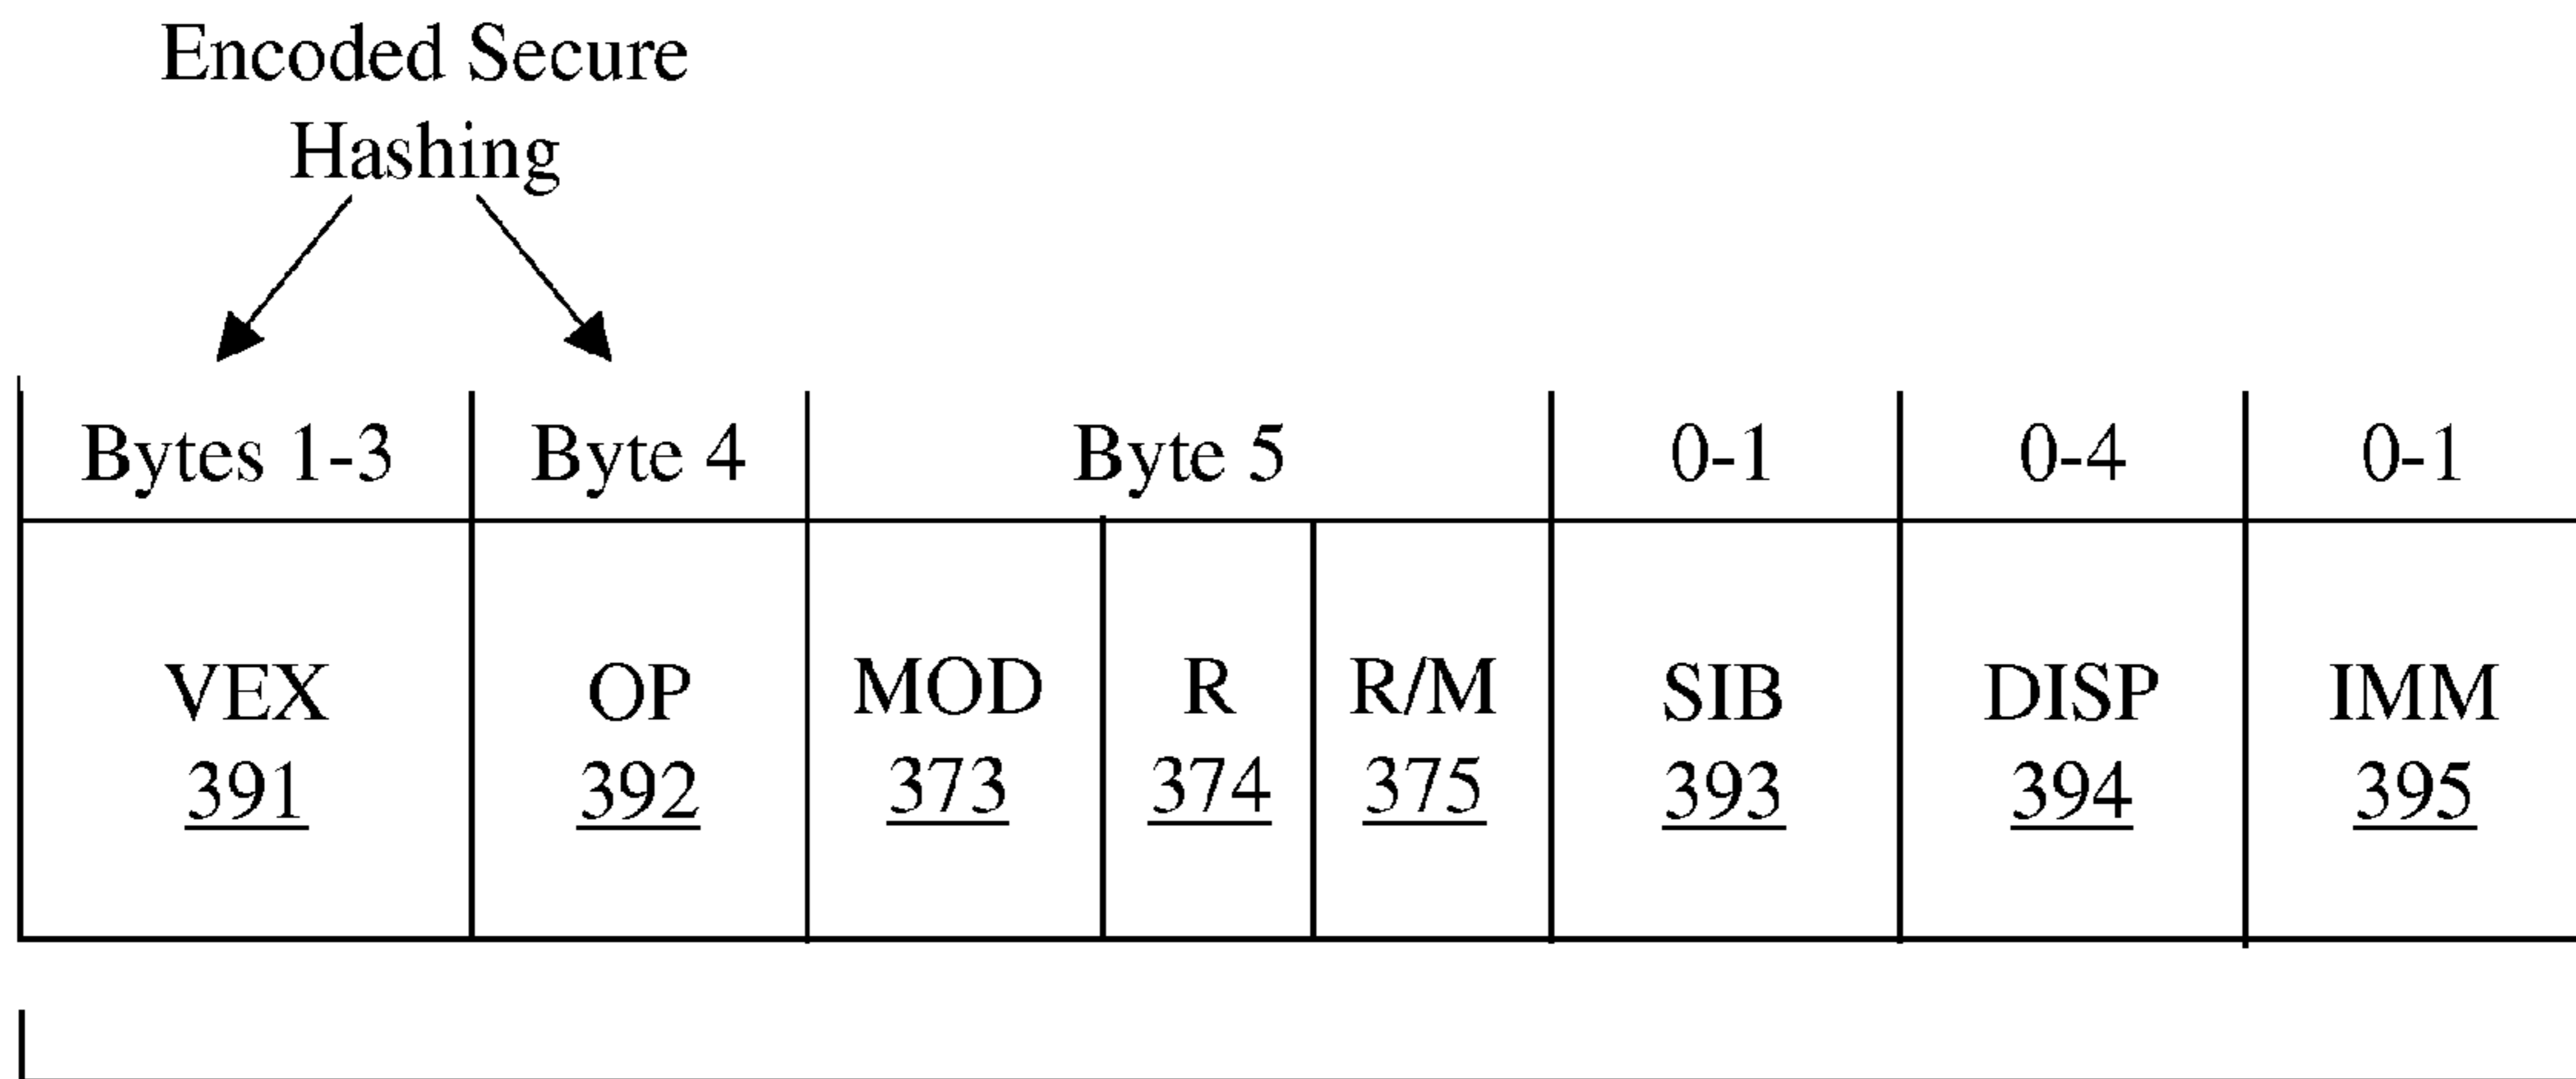 Encoded Secure
Hashing
Bytes 1-3 Byte 4 Byte 5 0-1 0-4 0-1
VEX OP MOD R R/M SIB DISP IMM
391 392 373 374 375 393 394 395